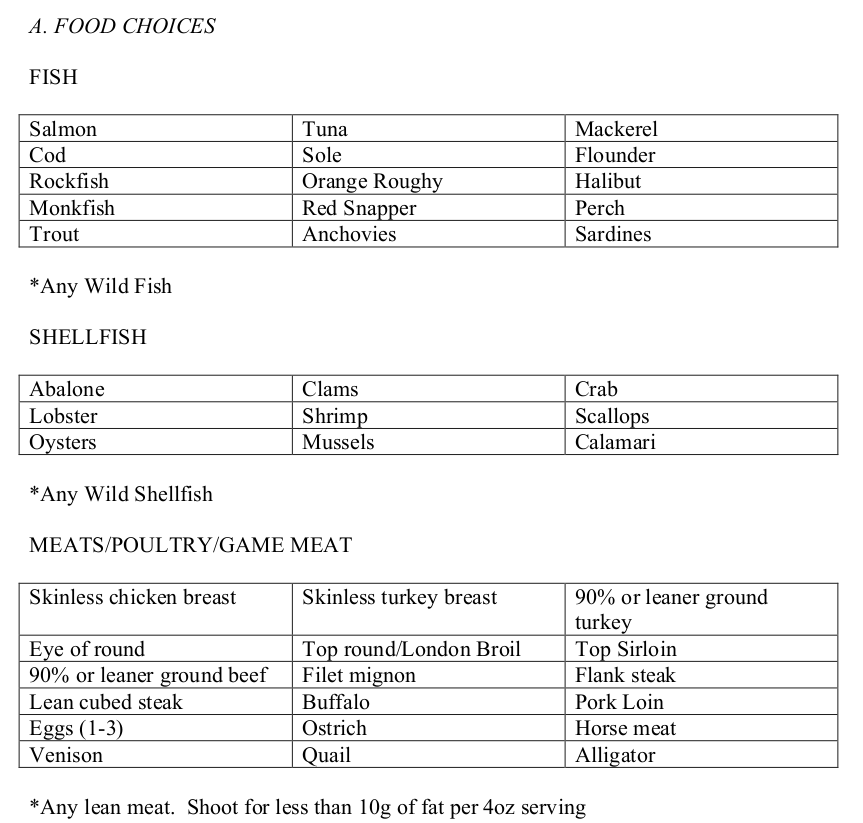 A. FOOD CHOICES
FISH
Salmon Tuna Mackerel
Cod Sole Flounder
Rockfish Orange Roughy Halibut
Monkfish Red Snapper Perch
Trout Anchovies Sardines
*Any Wild Fish
SHELLFISH
Abalone Clams Crab
Lobster Shrimp Scallops
Oysters Mussels Calamari
*Any Wild Shellfish
MEATS/POULTRY/GAME MEAT
Skinless chicken breast Skinless turkey breast 90% or leaner ground
turkey
Eye of round Top round/London Broil Top Sirloin
90% or leaner ground beef Filet mignon Flank steak
Lean cubed steak Buffalo Pork Loin
Eggs (1-3) Ostrich Horse meat
Venison Quail Alligator
*Any lean meat. Shoot for less than 10g of fat per 4oz serving